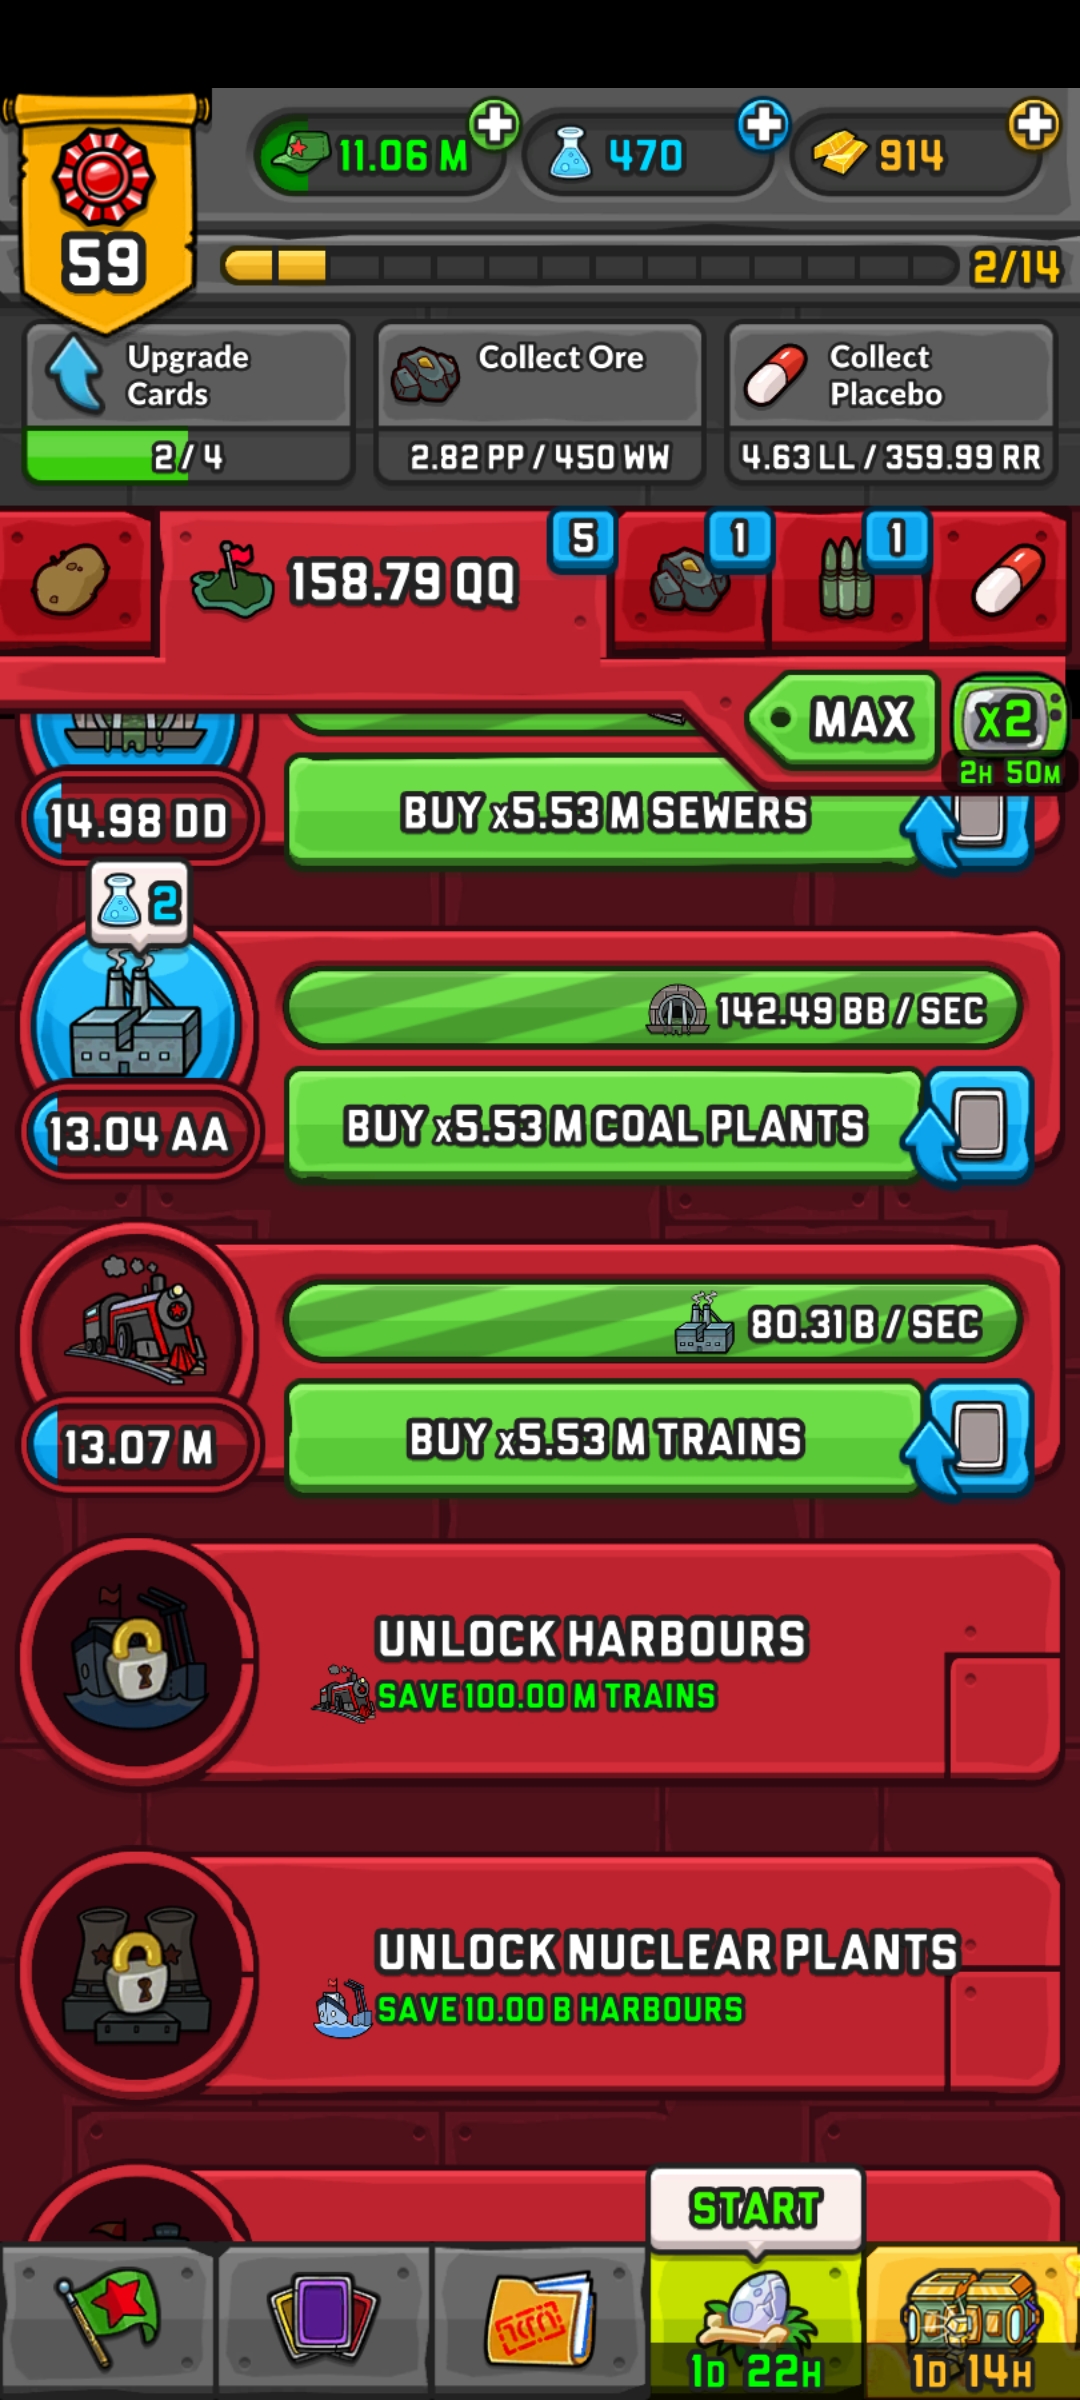 11.06 M
470
914
59
2/14
Upgrade
Cards
2 / 4
Collect Ore
2.82 PP / 450 WW
Collect
Placebo
4.63 LL / 359.99 RR
158.79 QQ
5
1
1
MAX
x2
2H 50M
14.98 DD
BUY x5.53 M SEWERS
2
142.49 BB / SEC
13.04 AA
BUY x5.53 M COAL PLANTS
80.31 B / SEC
13.07 M
BUY x5.53 M TRAINS
UNLOCK HARBOURS
SAVE 100.00 M TRAINS
UNLOCK NUCLEAR PLANTS
SAVE 10.00 B HARBOURS
START
1D 22H
1D 14H